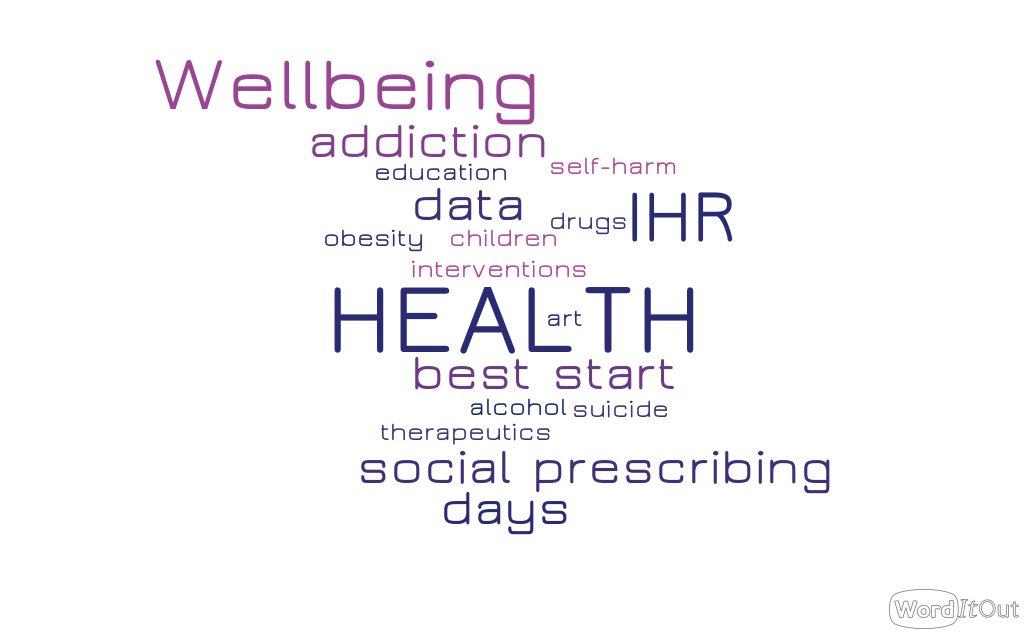 Wellbeing
addiction
education
self-harm
data
drugs
IHR
obesity
children
interventions
HEALTH
art
best start
alcohol
suicide
therapeutics
social prescribing
days
WordItOut